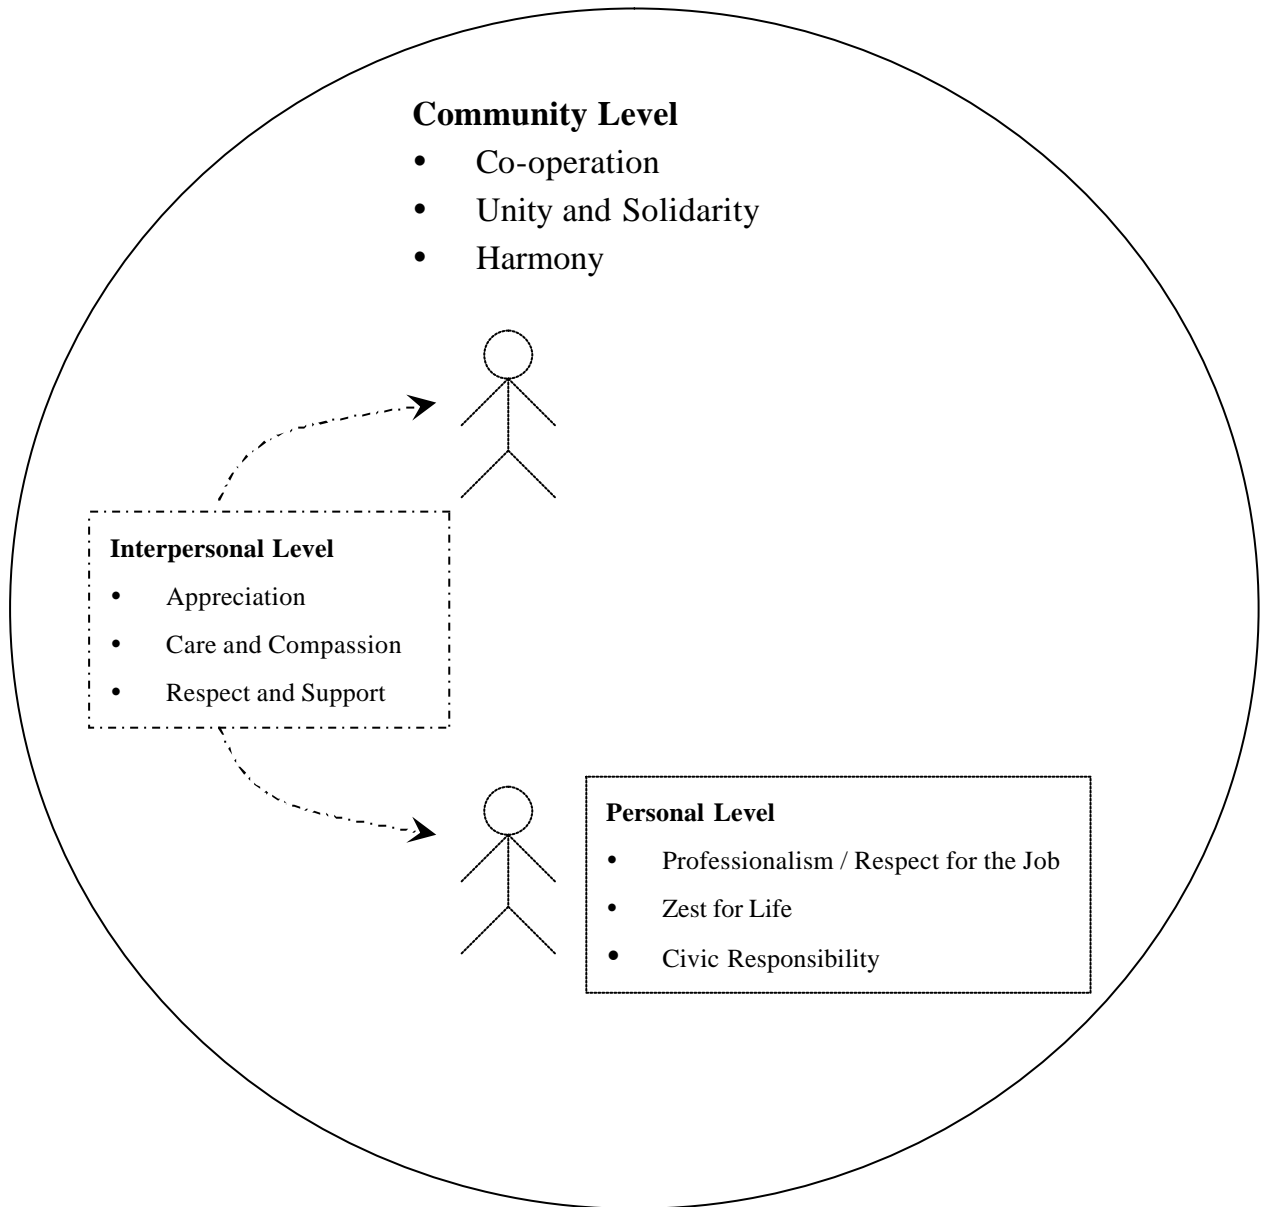 Community Level
• Co-operation
• Unity and Solidarity
• Harmony
Interpersonal Level
• Appreciation
• Care and Compassion
• Respect and Support
Personal Level
• Professionalism / Respect for the Job
• Zest for Life
• Civic Responsibility